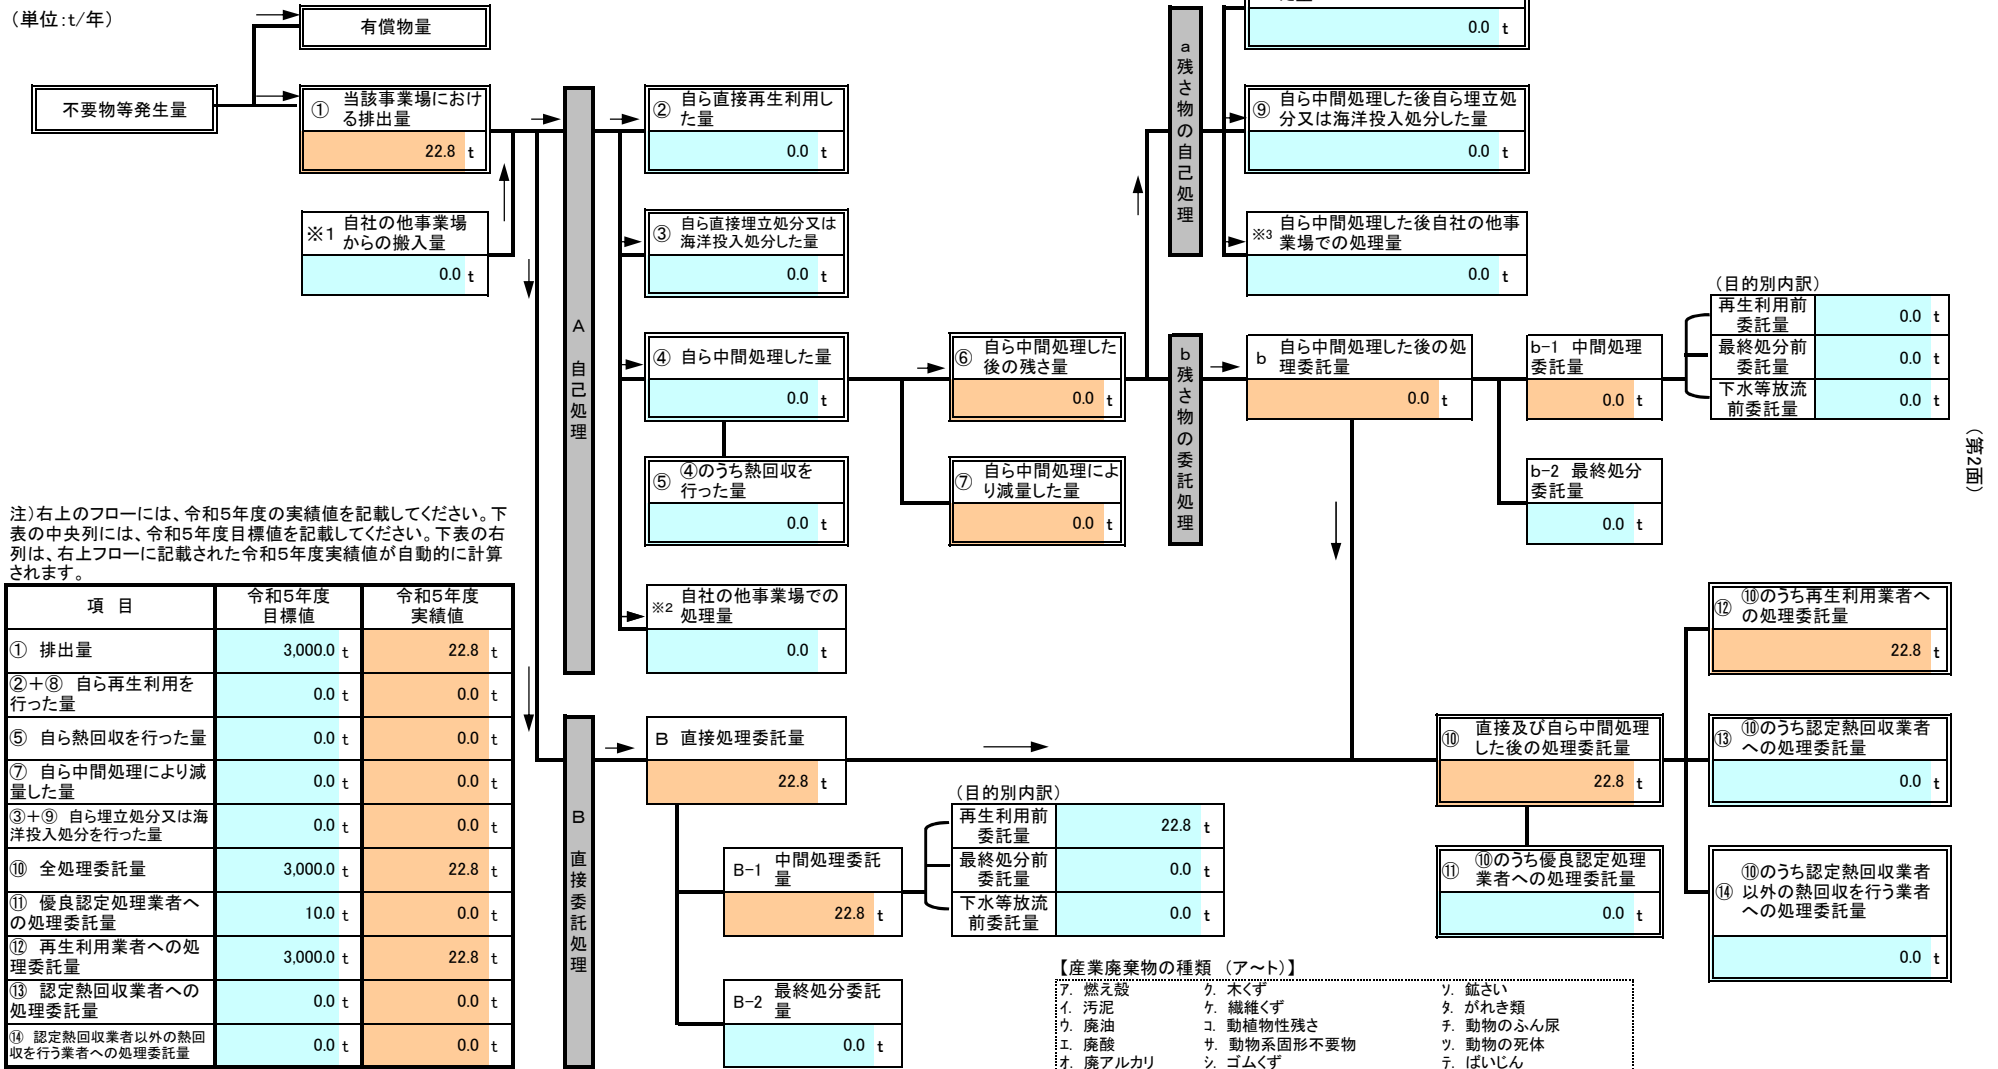 （単位：t/年）
有償物量
不要物等発生量
① 当該事業場におけ
る排出量
22.8 t
※1 自社の他事業場
からの搬入量
0.0 t
A 自己処理
② 自ら直接再生利用し
た量
0.0 t
③ 自ら直接埋立処分又は
海洋投入処分した量
0.0 t
④ 自ら中間処理した量
0.0 t
⑤ ④のうち熱回収を
行った量
0.0 t
※2 自社の他事業場での
処理量
0.0 t
⑥ 自ら中間処理した
後の残さ量
0.0 t
⑦ 自ら中間処理によ
り減量した量
0.0 t
a 残さ物の自己処理
0.0 t
⑨ 自ら中間処理した後自ら埋立処
分又は海洋投入処分した量
0.0 t
※3 自ら中間処理した後自社の他事
業場での処理量
0.0 t
b 残さ物の委託処理
b 自ら中間処理した後の処
理委託量
0.0 t
b-1 中間処理
委託量
0.0 t
b-2 最終処分
委託量
0.0 t
（目的別内訳）
再生利用前
委託量
0.0 t
最終処分前
委託量
0.0 t
下水等放流
前委託量
0.0 t
（第2面）
注）右上のフローには、令和５年度の実績値を記載してください。下
表の中央列には、令和５年度目標値を記載してください。下表の右
列は、右上フローに記載された令和５年度実績値が自動的に計算
されます。
項 目
令和５年度
目標値
令和５年度
実績値
① 排出量
3,000.0 t 22.8 t
②＋⑧ 自ら再生利用を
行った量
0.0 t 0.0 t
⑤ 自ら熱回収を行った量
0.0 t 0.0 t
⑦ 自ら中間処理により減
量した量
0.0 t 0.0 t
③＋⑨ 自ら埋立処分又は海
洋投入処分を行った量
0.0 t 0.0 t
⑩ 全処理委託量
3,000.0 t 22.8 t
⑪ 優良認定処理業者へ
の処理委託量
10.0 t 0.0 t
⑫ 再生利用業者への処
理委託量
3,000.0 t 22.8 t
⑬ 認定熱回収業者への
処理委託量
0.0 t 0.0 t
⑭ 認定熱回収業者以外の熱回
収を行う業者への処理委託量
0.0 t 0.0 t
B 直接委託処理
B 直接処理委託量
22.8 t
B-1 中間処理委託
量
22.8 t
B-2 最終処分委託
量
0.0 t
（目的別内訳）
再生利用前
委託量
22.8 t
最終処分前
委託量
0.0 t
下水等放流
前委託量
0.0 t
⑩ 直接及び自ら中間処理
した後の処理委託量
22.8 t
⑪ ⑩のうち優良認定処理
業者への処理委託量
0.0 t
⑫ ⑩のうち再生利用業者へ
の処理委託量
22.8 t
⑬ ⑩のうち認定熱回収業者
への処理委託量
0.0 t
⑭ ⑩のうち認定熱回収業者
以外の熱回収を行う業者
への処理委託量
0.0 t
【産業廃棄物の種類 （ア～ト）】
ア. 燃え殻 ク. 木くず ソ. 鉱さい
イ. 汚泥 ケ. 繊維くず タ. がれき類
ウ. 廃油 コ. 動植物性残さ チ. 動物のふん尿
エ. 廃酸 サ. 動物系固形不要物 ツ. 動物の死体
オ. 廃アルカリ シ. ゴムくず テ. ばいじん